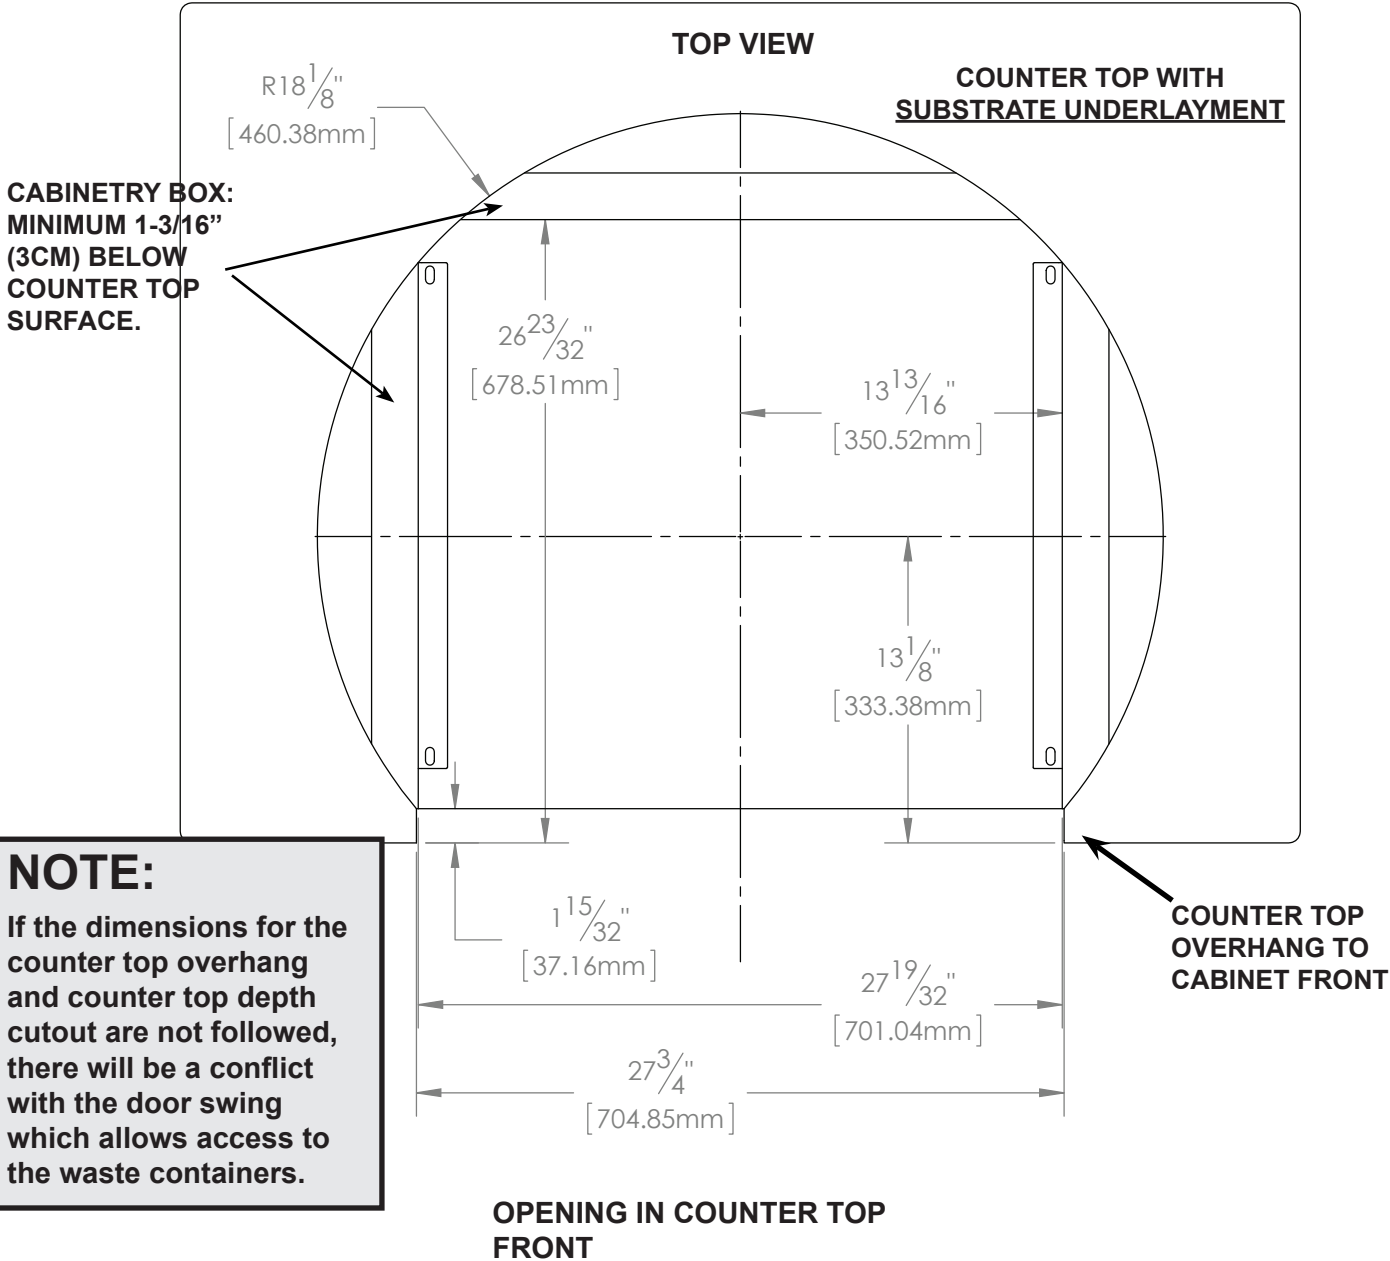 TOP VIEW
COUNTER TOP WITH
SUBSTRATE UNDERLAYMENT
R18 1/8"
[460.38mm]
CABINETRY BOX:
MINIMUM 1-3/16”
(3CM) BELOW
COUNTER TOP
SURFACE.
26 23/32"
[678.51mm]
13 13/16"
[350.52mm]
13 1/8"
[333.38mm]
1 15/32"
[37.16mm]
27 19/32"
[701.04mm]
27 3/4"
[704.85mm]
COUNTER TOP
OVERHANG TO
CABINET FRONT
NOTE:
If the dimensions for the
counter top overhang
and counter top depth
cutout are not followed,
there will be a conflict
with the door swing
which allows access to
the waste containers.
OPENING IN COUNTER TOP
FRONT